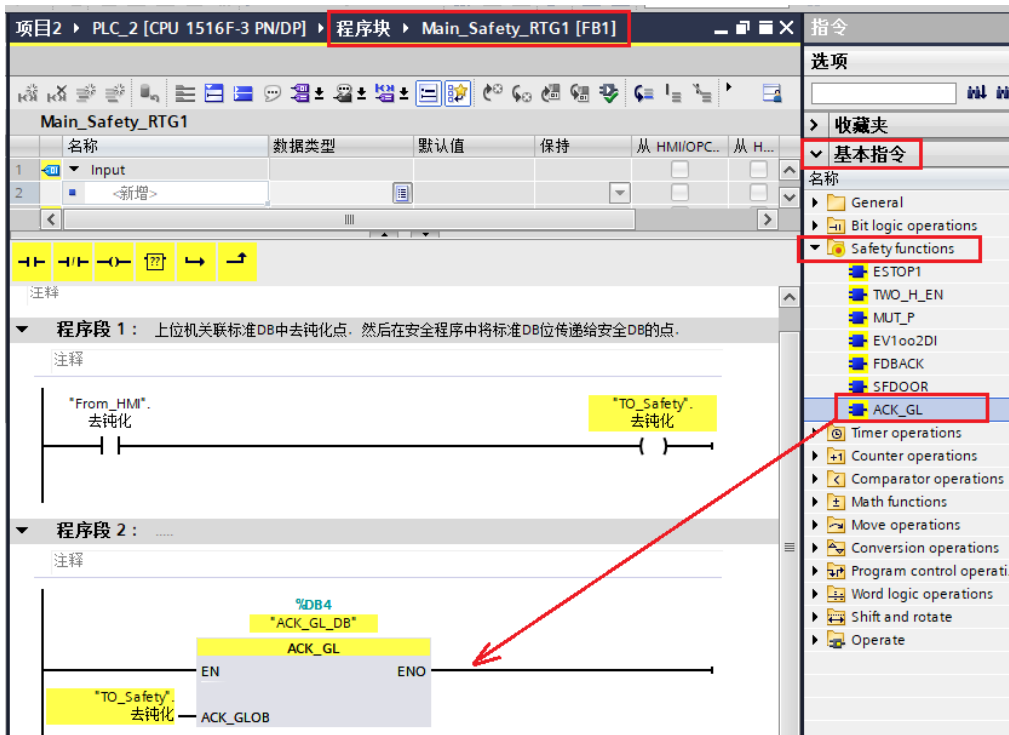 项目2 ▸ PLC_2 [CPU 1516F-3 PN/DP] ▸ 程序块 ▸ Main_Safety_RTG1 [FB1]
Main_Safety_RTG1
名称 数据类型 默认值 保持 从 HMI/OPC.. 从 H...
1 Input
2 <新增>
注释
程序段 1： 上位机关联标准DB中去钝化点，然后在安全程序中将标准DB位传递给安全DB的点.
注释
"From_HMI".
去钝化
"TO_Safety".
去钝化
程序段 2： .....
注释
%DB4
"ACK_GL_DB"
ACK_GL
EN ENO
"TO_Safety".
去钝化
ACK_GLOB
指令
选项
收藏夹
基本指令
名称
General
Bit logic operations
Safety functions
ESTOP1
TWO_H_EN
MUT_P
EV1oo2DI
FDBACK
SFDOOR
ACK_GL
Timer operations
Counter operations
Comparator operations
Math functions
Move operations
Conversion operations
Program control operati.
Word logic operations
Shift and rotate
Operate